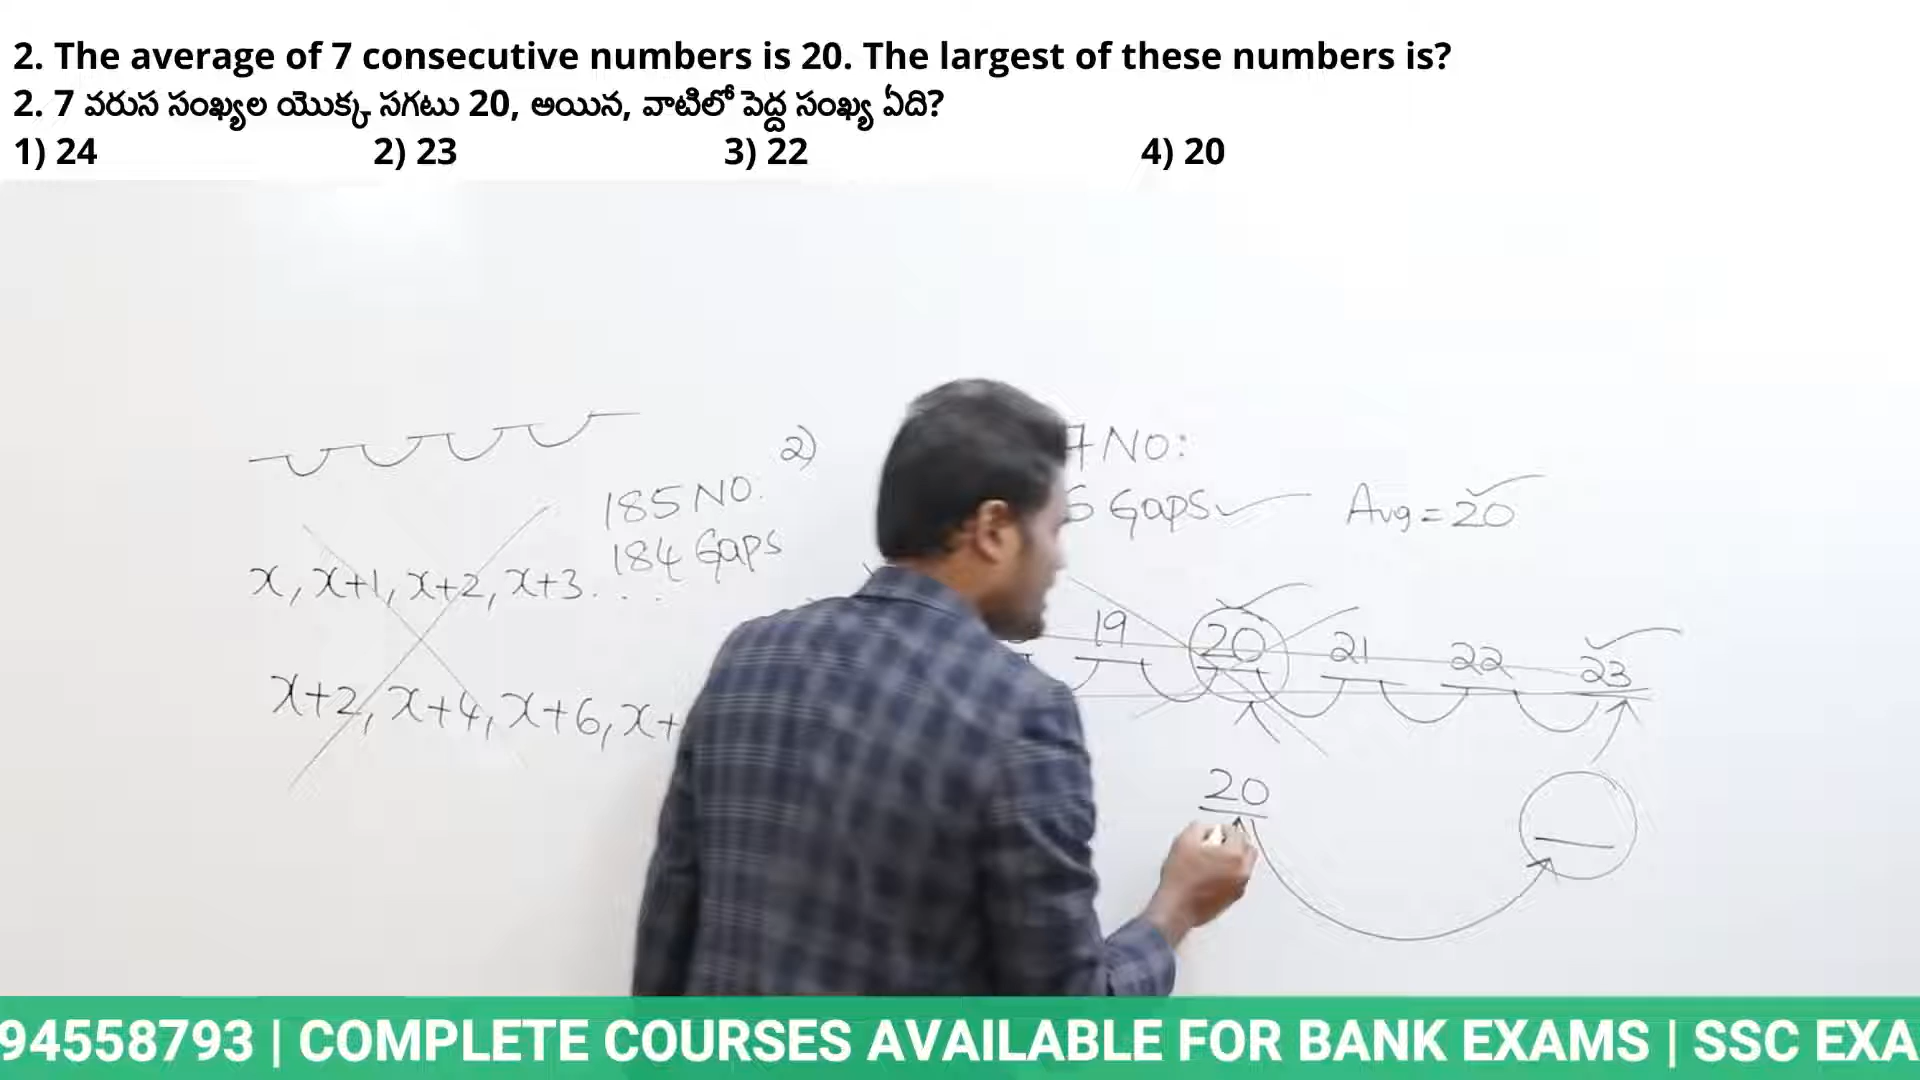 2. The average of 7 consecutive numbers is 20. The largest of these numbers is?
2. 7 వరుస సంఖ్యల యొక్క సగటు 20, అయిన, వాటిలో పెద్ద సంఖ్య ఏది?
1) 24 2) 23 3) 22 4) 20
185 NO.
184 Gaps
x, x+1, x+2, x+3. . . .
x+2, x+4, x+6, x+
2)
7 NO:
6 Gaps
Avg = 20
19 20 21 22 23
20
94558793 | COMPLETE COURSES AVAILABLE FOR BANK EXAMS | SSC EXA